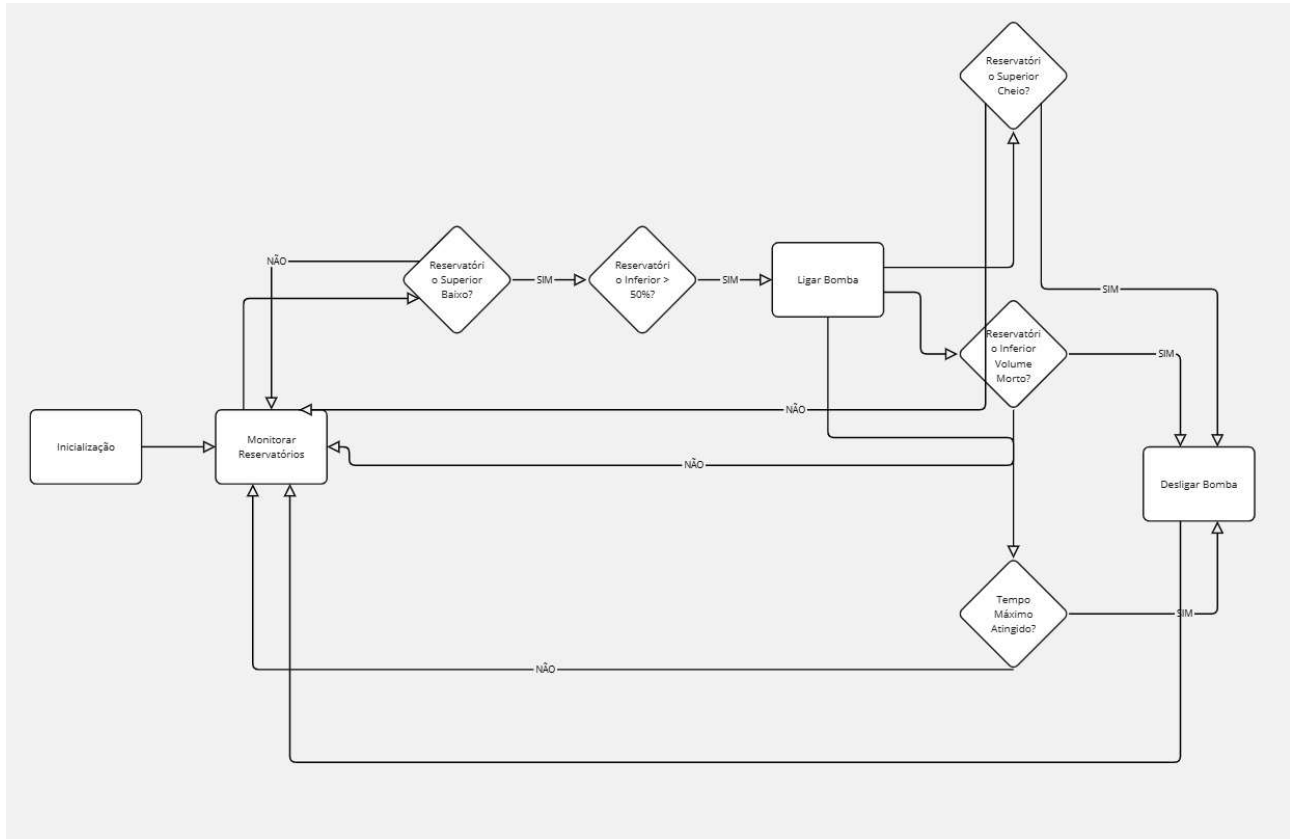 Reservatóri
o Superior
Cheio?
NÃO
Reservatóri
o Superior
Baixo?
SIM
Reservatóri
o Inferior >
50%?
SIM
Ligar Bomba
SIM
Reservatóri
o Inferior
Volume
Morto?
SIM
NÃO
Inicialização
Monitorar
Reservatórios
NÃO
Desligar Bomba
Tempo
Máximo
Atingido?
SIM
NÃO